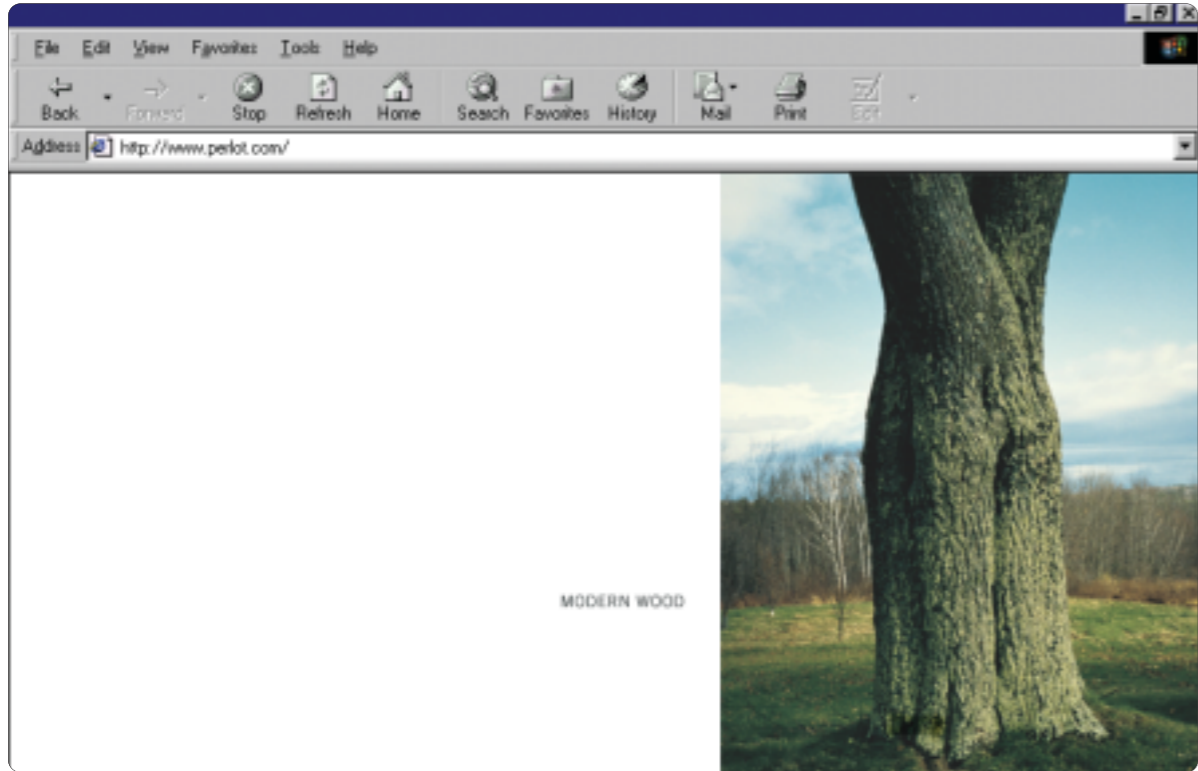 File Edit View Favorites Tools Help
Back Forward Stop Refresh Home Search Favorites History Mail Print Edit
Address http://www.perlot.com/
MODERN WOOD